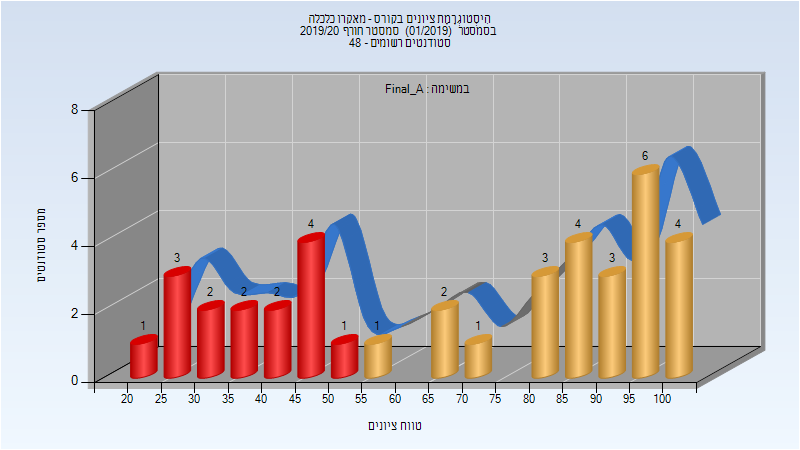 היסטוגרמת ציונים בקורס - מאקרו כלכלה
בסמסטר (01/2019) סמסטר חורף 2019/20
סטודנטים רשומים - 48
במשימה : Final_A
מספר סטודנטים
8
6
4
2
0
1
3
2
2
2
4
1
1
2
1
3
4
3
6
4
20 25 30 35 40 45 50 55 60 65 70 75 80 85 90 95 100
טווח ציונים